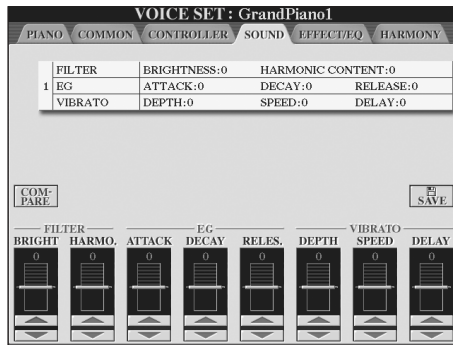 VOICE SET : GrandPiano1
PIANO COMMON CONTROLLER SOUND EFFECT/EQ HARMONY
FILTER BRIGHTNESS:0 HARMONIC CONTENT:0
1 EG ATTACK:0 DECAY:0 RELEASE:0
VIBRATO DEPTH:0 SPEED:0 DELAY:0
COM-
PARE
SAVE
FILTER EG VIBRATO
BRIGHT HARMO. ATTACK DECAY RELES. DEPTH SPEED DELAY
0 0 0 0 0 0 0 0